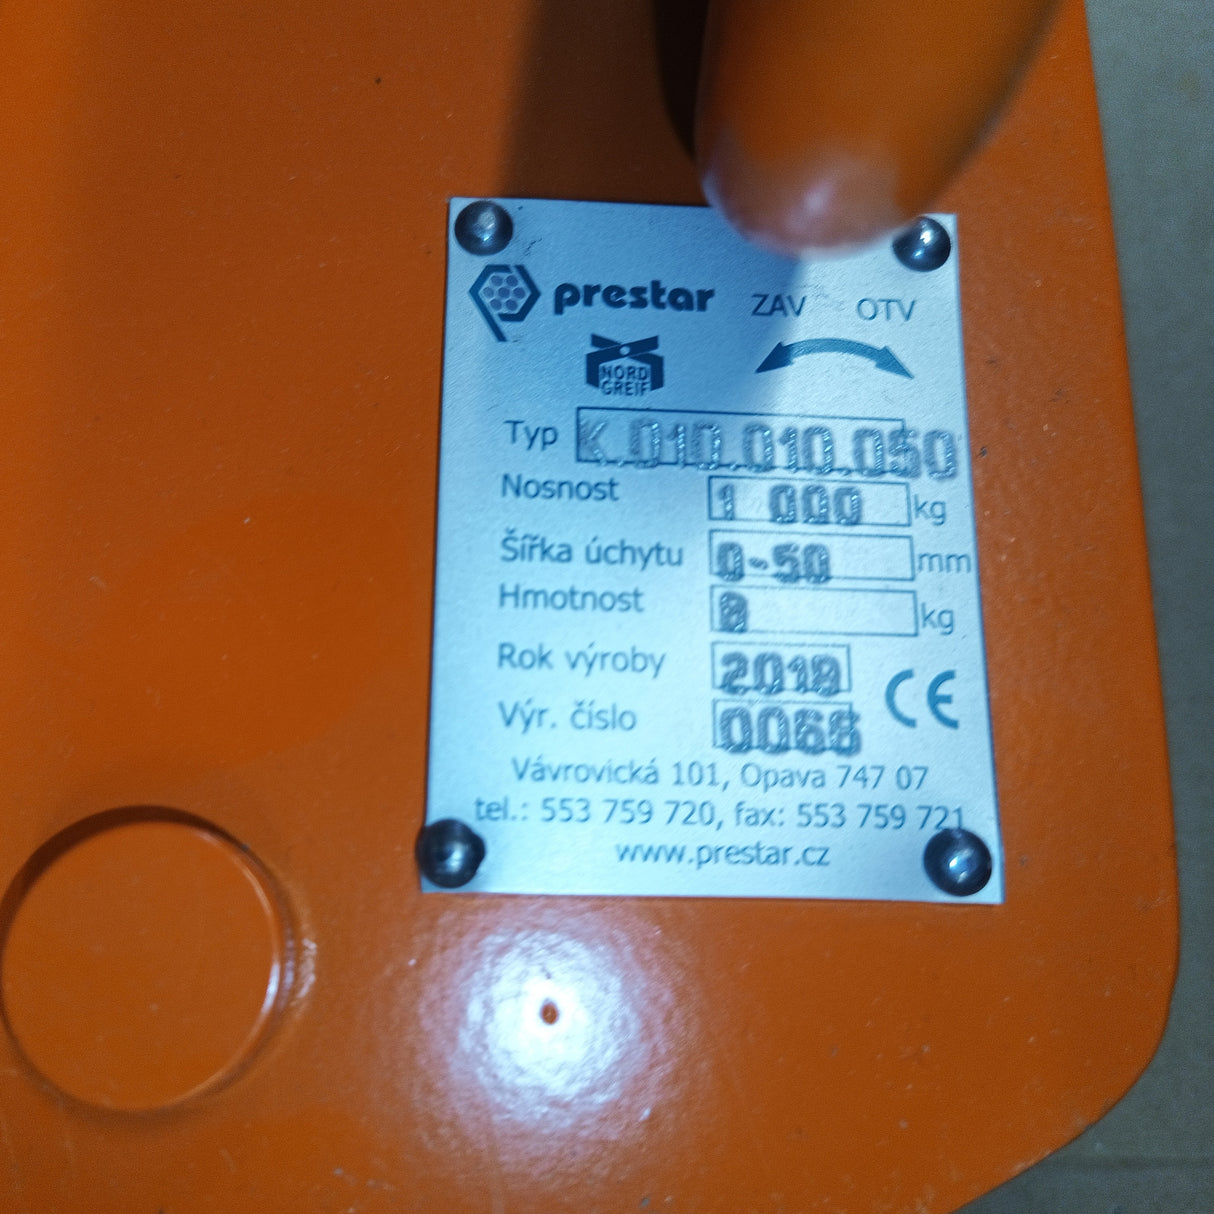 prestar ZAV OTV
NORD
GREIF
Typ K.010.010.050
Nosnost 1 000 kg
Šířka úchytu 0-50 mm
Hmotnost 8 kg
Rok výroby 2018
Výr. číslo 0068
CE
Vávrovická 101, Opava 747 07
tel.: 553 759 720, fax: 553 759 721
www.prestar.cz